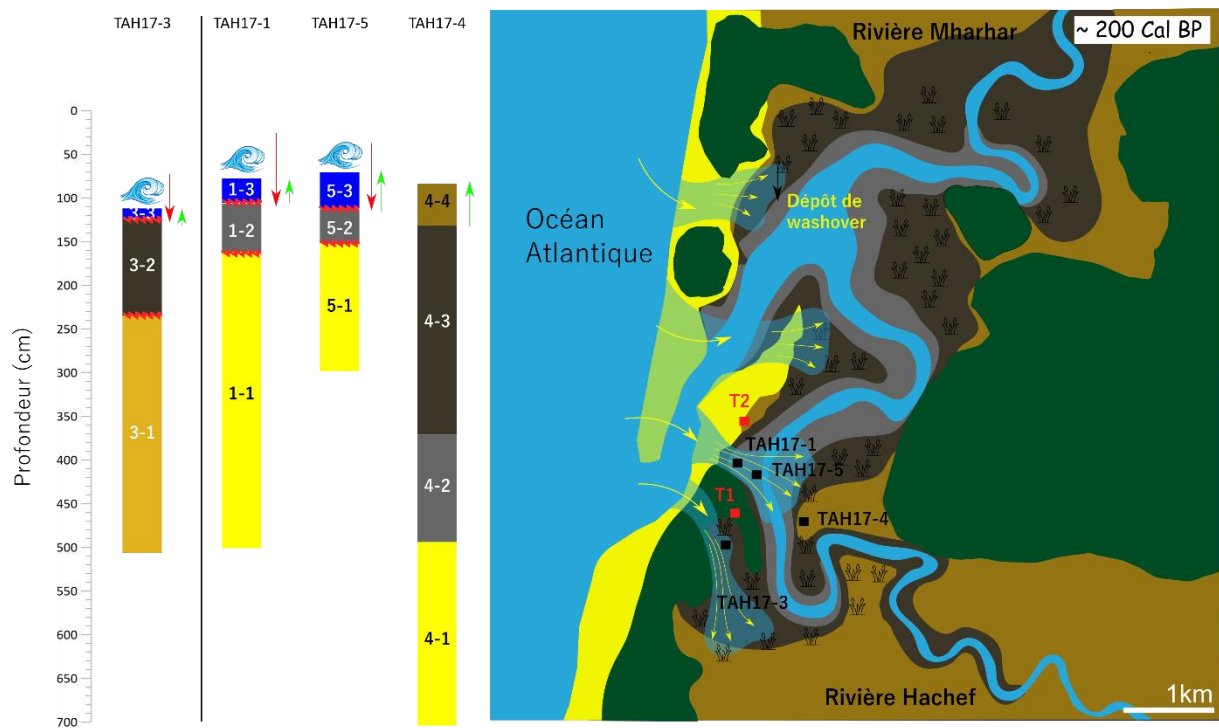 TAH17-3
TAH17-1
TAH17-5
TAH17-4
Profondeur (cm)
0
50
100
150
200
250
300
350
400
450
500
550
600
650
700
3-3
3-2
3-1
1-3
1-2
1-1
5-3
5-2
5-1
4-4
4-3
4-2
4-1
Rivière Mharhar
~ 200 Cal BP
Océan
Atlantique
Dépôt de
washover
T2
TAH17-1
TAH17-5
T1
TAH17-4
TAH17-3
Rivière Hachef
1km